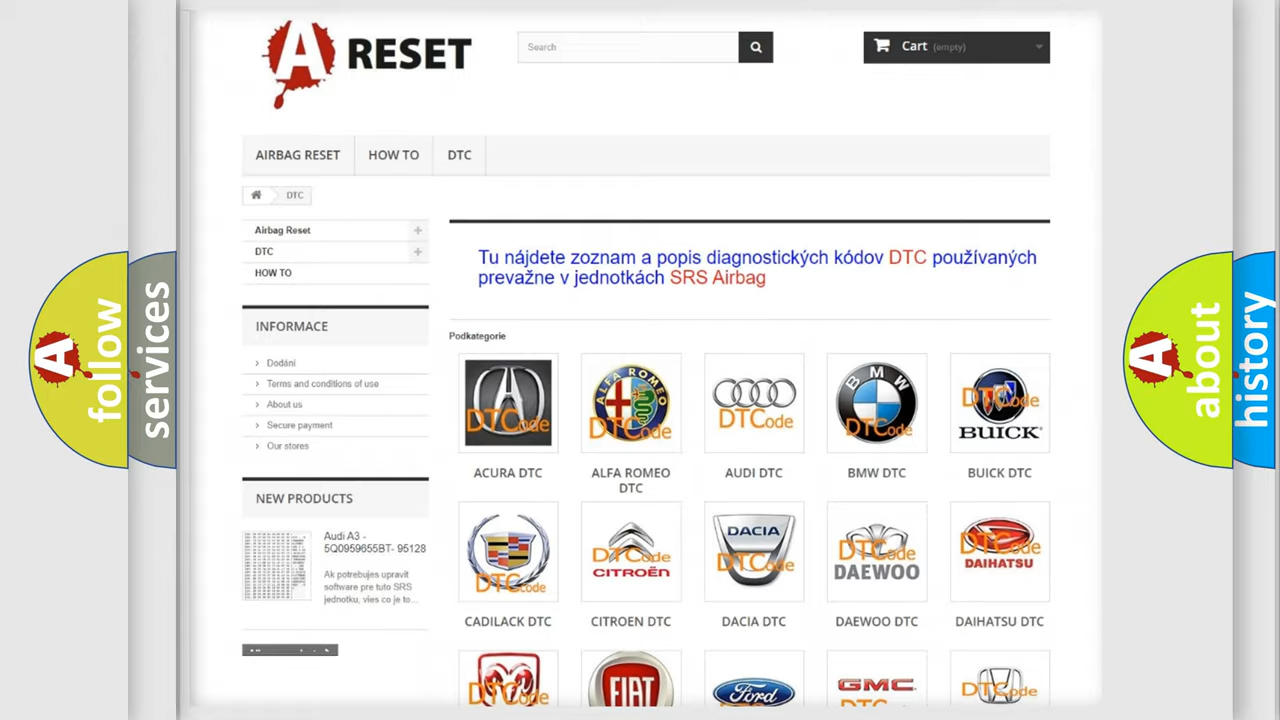 A RESET
Search
Cart (empty)
AIRBAG RESET
HOW TO
DTC
DTC
Airbag Reset
DTC
HOW TO
INFORMACE
Dodání
Terms and conditions of use
About us
Secure payment
Our stores
NEW PRODUCTS
Audi A3 -
5Q0959655BT- 95128
Ak potrebujes upravit
software pre tuto SRS
jednotku, vies co je to...
Tu nájdete zoznam a popis diagnostických kódov DTC používaných
prevažne v jednotkách SRS Airbag
Podkategorie
DTCode
ALFA ROMEO
DTCode
DTCode
BMW
DTCode
DTCode
BUICK
ACURA DTC
ALFA ROMEO
DTC
AUDI DTC
BMW DTC
BUICK DTC
DTCode
DTCode
CITROËN
DACIA
DTCode
DTCode
DAEWOO
DTCode
DAIHATSU
CADILACK DTC
CITROEN DTC
DACIA DTC
DAEWOO DTC
DAIHATSU DTC
DTCode
FIAT
Ford
GMC
DTCode
A
follow
services
A
about
history